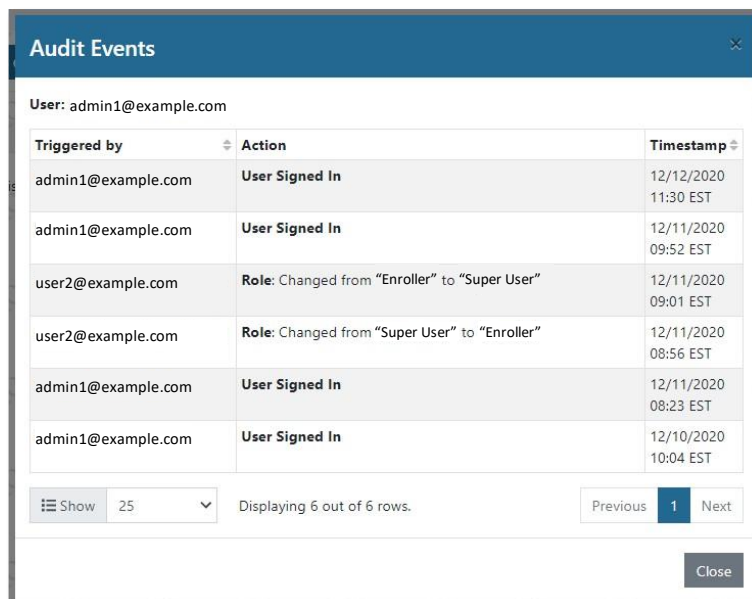 Audit Events
×
User: admin1@example.com
Triggered by Action Timestamp
admin1@example.com User Signed In 12/12/2020
11:30 EST
admin1@example.com User Signed In 12/11/2020
09:52 EST
user2@example.com Role: Changed from “Enroller” to “Super User” 12/11/2020
09:01 EST
user2@example.com Role: Changed from “Super User” to “Enroller” 12/11/2020
08:56 EST
admin1@example.com User Signed In 12/11/2020
08:23 EST
admin1@example.com User Signed In 12/10/2020
10:04 EST
Show 25 Displaying 6 out of 6 rows. Previous 1 Next
Close